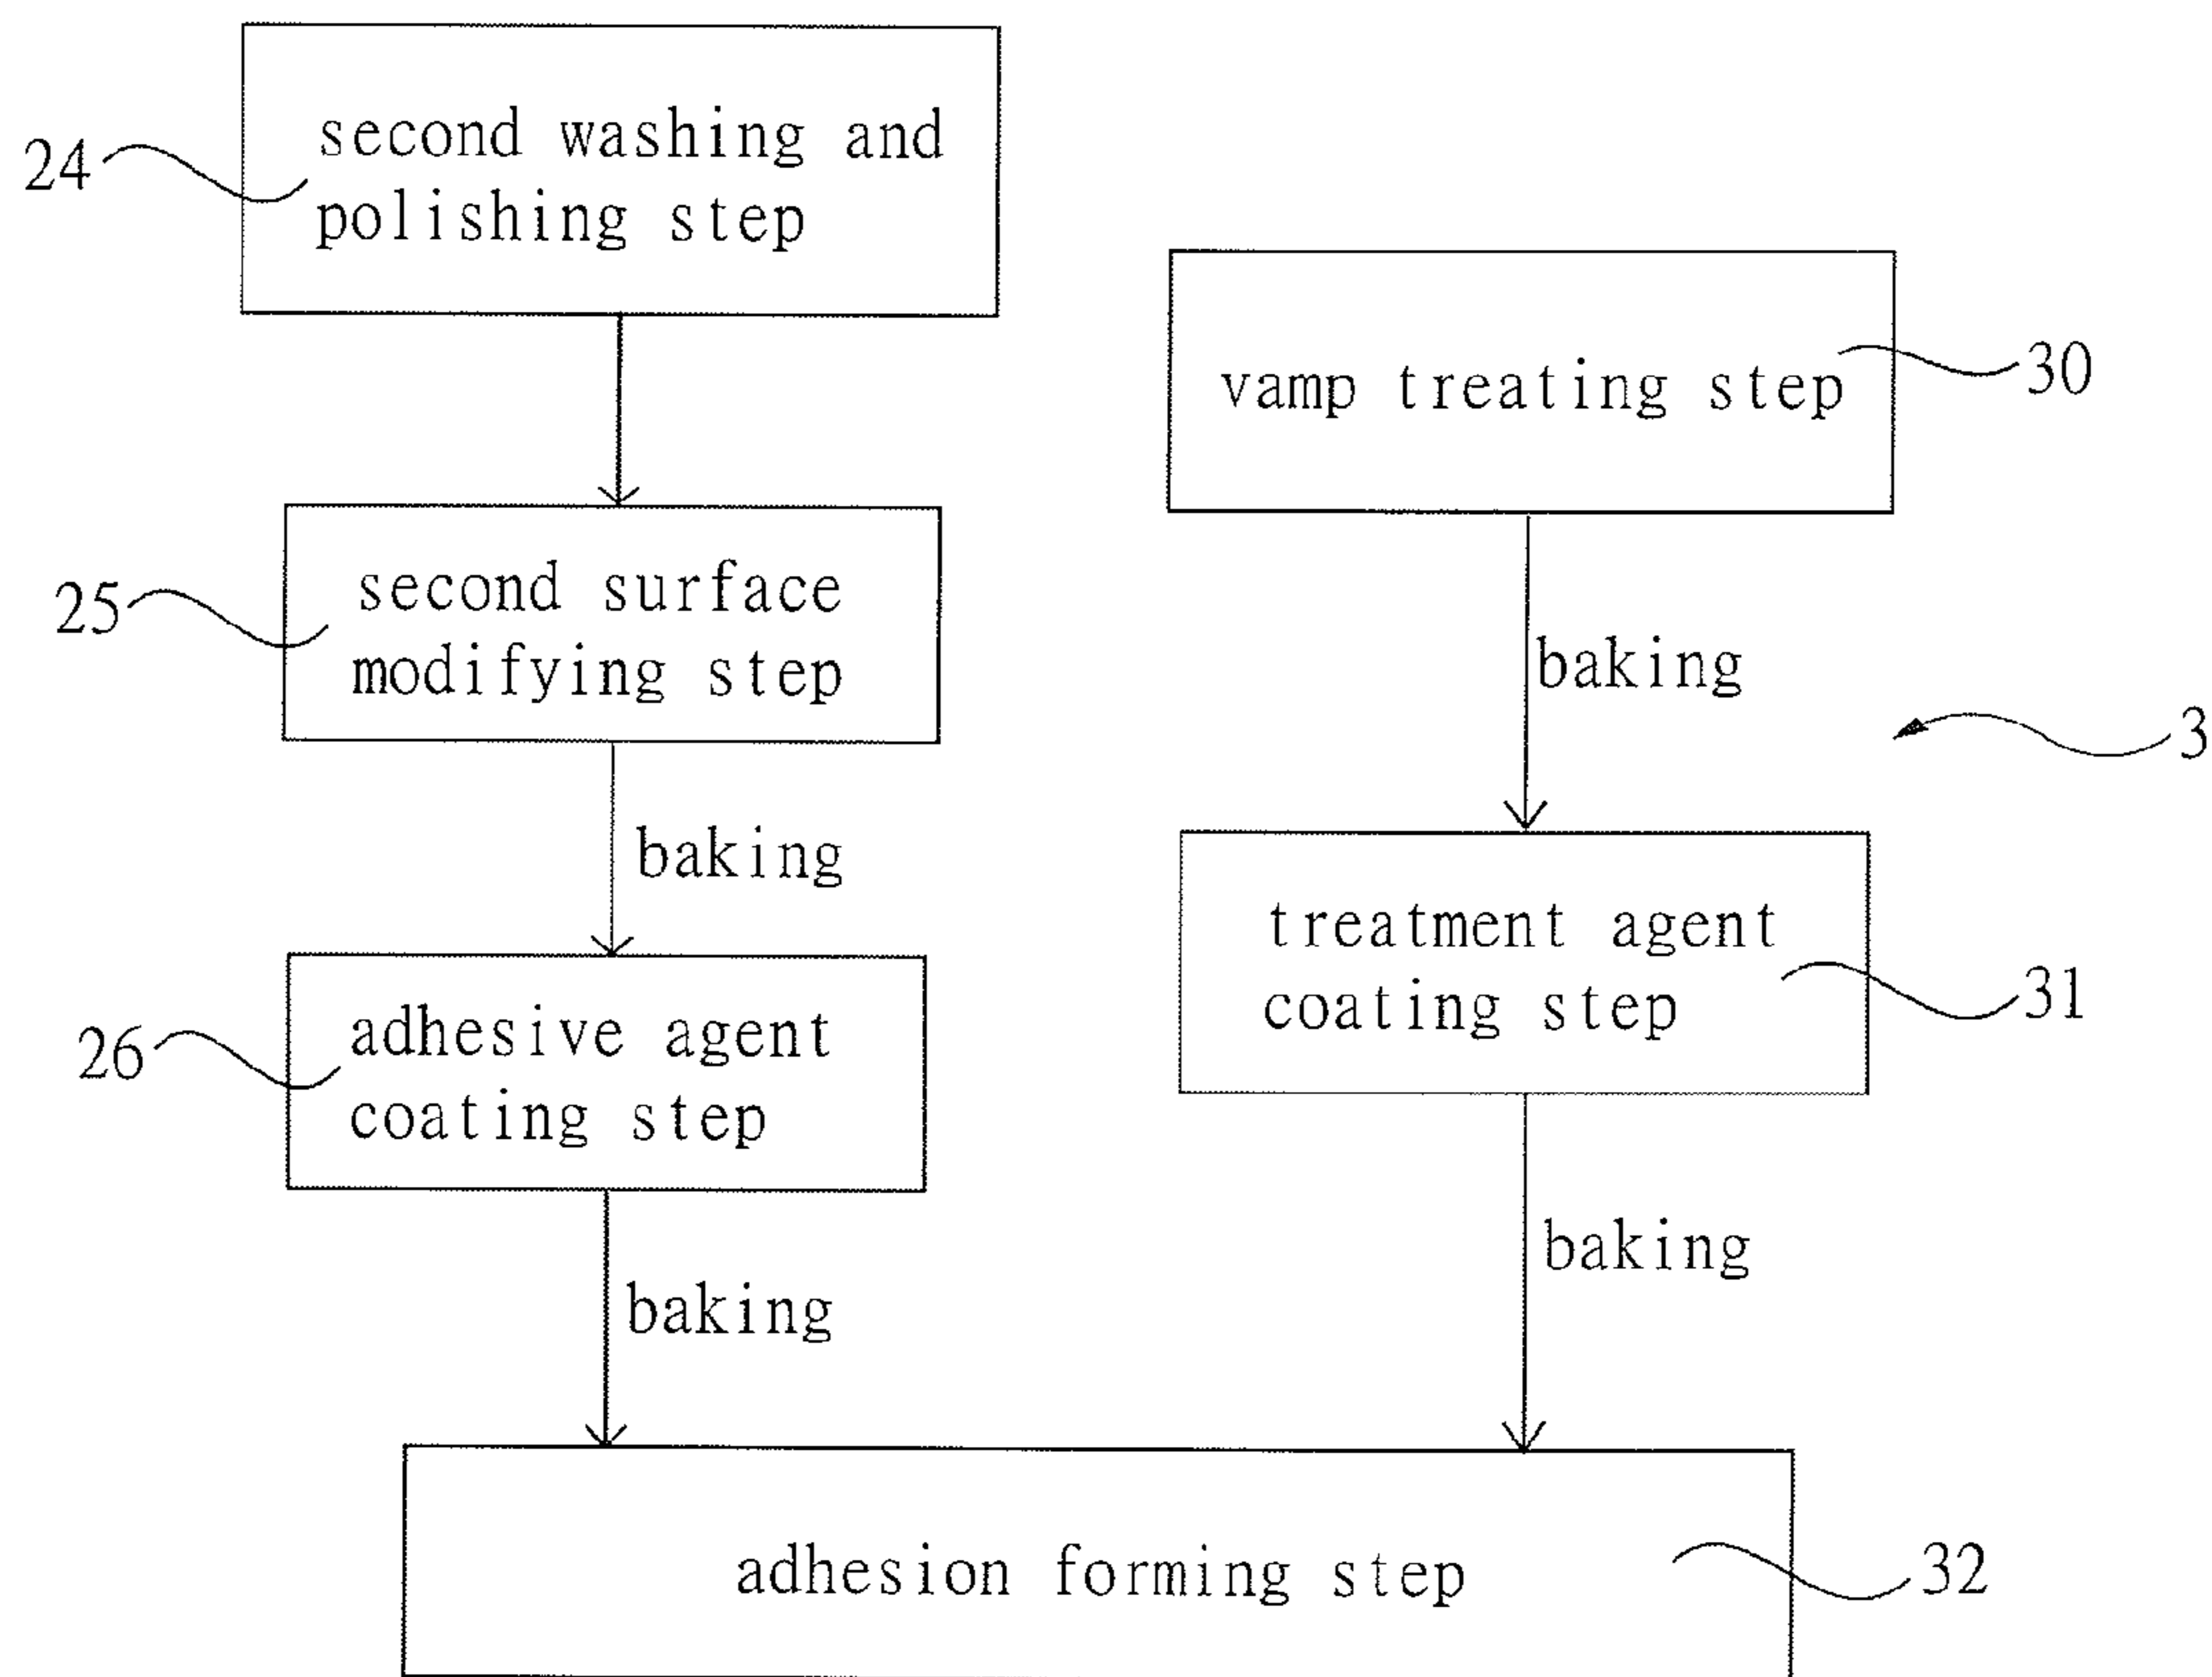 24
second washing and
polishing step
25
second surface
modifying step
baking
26
adhesive agent
coating step
baking
vamp treating step
30
baking
3
treatment agent
coating step
31
baking
adhesion forming step
32